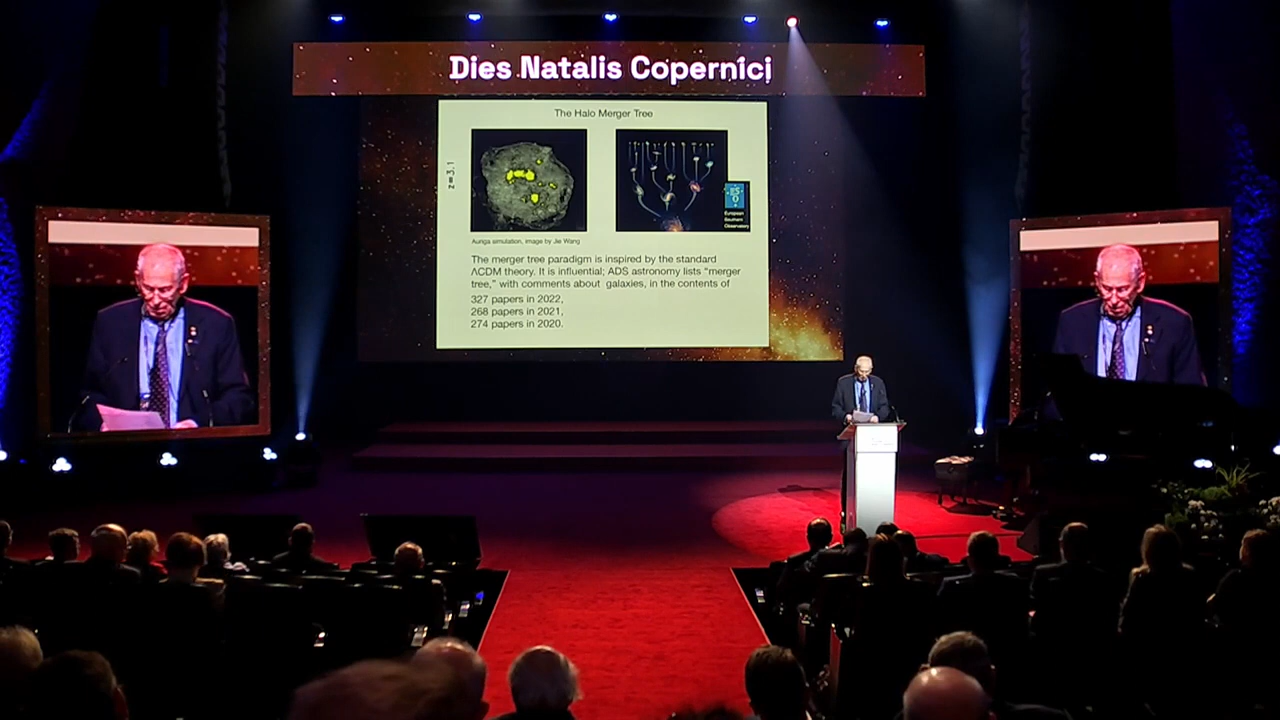 Dies Natalis Copernici
The Halo Merger Tree
z=3.1
ES
O
European
Southern
Observatory
Auriga simulation, image by Jie Wang
The merger tree paradigm is inspired by the standard
ΛCDM theory. It is influential; ADS astronomy lists “merger
tree,” with comments about galaxies, in the contents of
327 papers in 2022,
268 papers in 2021,
274 papers in 2020.